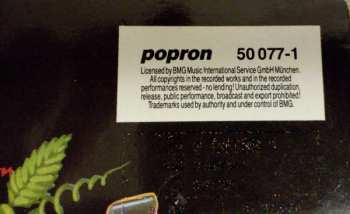 popron 50 077-1
Licensed by BMG Music International Service GmbH München.
All copyrights in the recorded works and in the recorded
performances reserved - no lending! Unauthorized duplication,
release, public performance, broadcast and export prohibited!
Trademarks used by authority and under control of BMG.